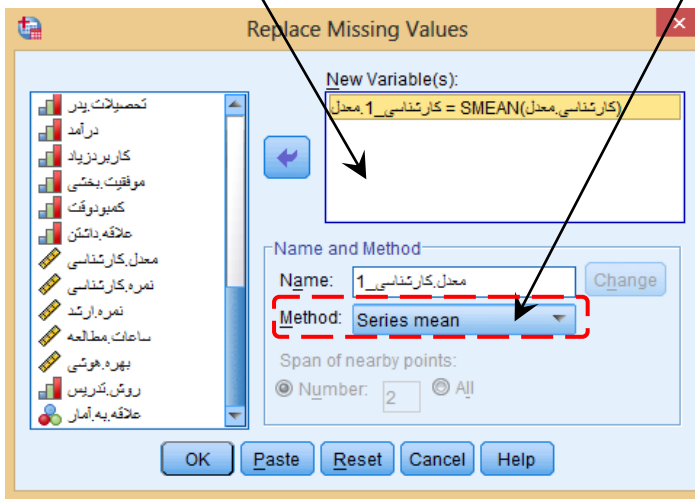 Replace Missing Values
New Variable(s):
معدل.کارشناسی_1 = SMEAN(معدل.کارشناسی)
تحصیلات.پدر
درآمد
کاربردزیاد
موفقیت.بخشی
کمبودوقت
علاقه.داشتن
معدل.کارشناسی
نمره.کارشناسی
نمره.ارشد
ساعات.مطالعه
بهره.هوشی
روش.تدریس
علاقه.به.آمار
Name and Method
Name: معدل.کارشناسی_1 Change
Method: Series mean
Span of nearby points:
Number: 2 All
OK Paste Reset Cancel Help